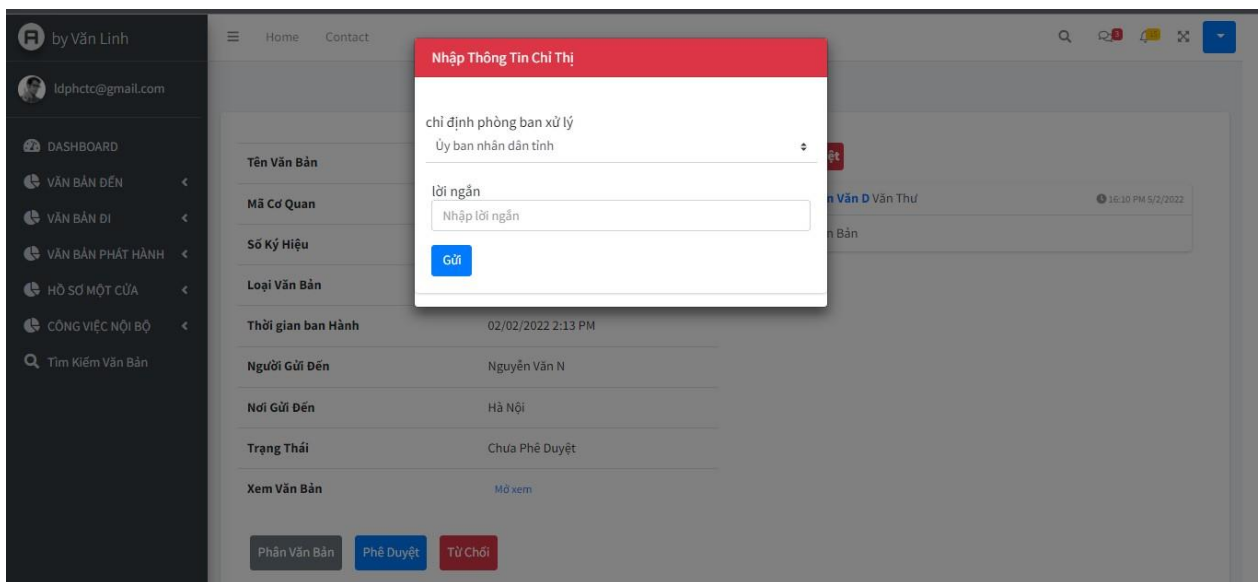 by Văn Linh
Home Contact
ldphctc@gmail.com
DASHBOARD
VĂN BẢN ĐẾN
VĂN BẢN ĐI
VĂN BẢN PHÁT HÀNH
HỒ SƠ MỘT CỬA
CÔNG VIỆC NỘI BỘ
Tìm Kiếm Văn Bản
Nhập Thông Tin Chỉ Thị
chỉ định phòng ban xử lý
Ủy ban nhân dân tỉnh
lời ngắn
Nhập lời ngắn
Gửi
Tên Văn Bản
Mã Cơ Quan
Số Ký Hiệu
Loại Văn Bản
Thời gian ban Hành 02/02/2022 2:13 PM
Người Gửi Đến Nguyễn Văn N
Nơi Gửi Đến Hà Nội
Trạng Thái Chưa Phê Duyệt
Xem Văn Bản Mở xem
Phân Văn Bản Phê Duyệt Từ Chối
Văn D Văn Thư 16:10 PM 5/2/2022
Bản